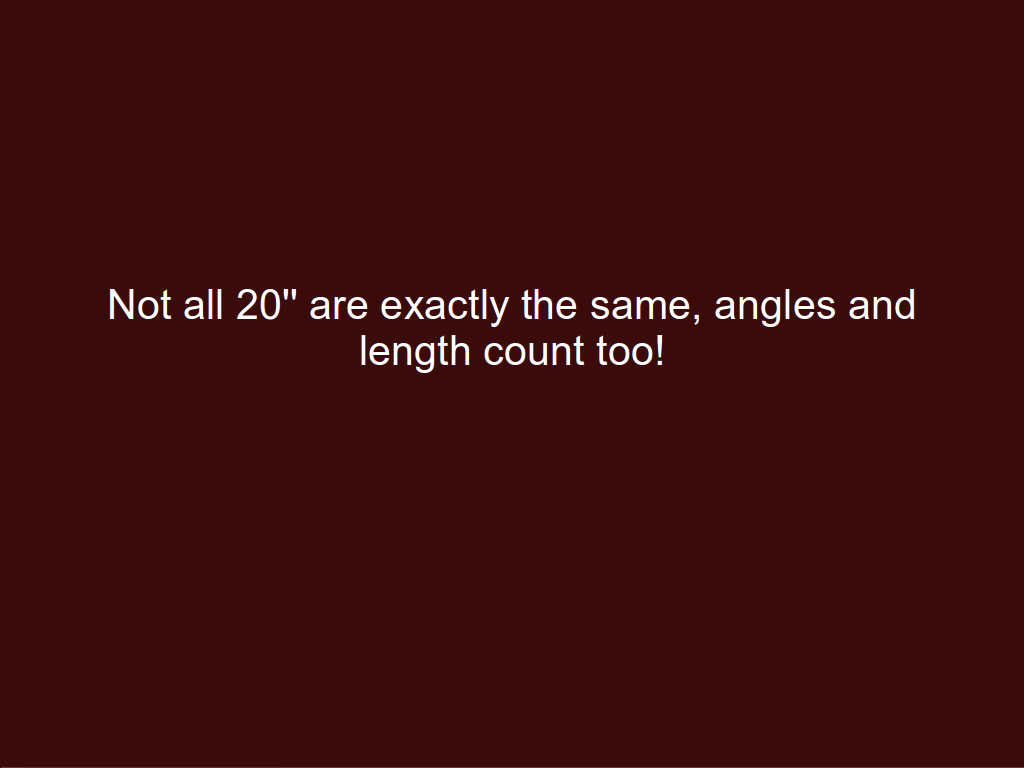 Not all 20" are exactly the same, angles and
length count too!